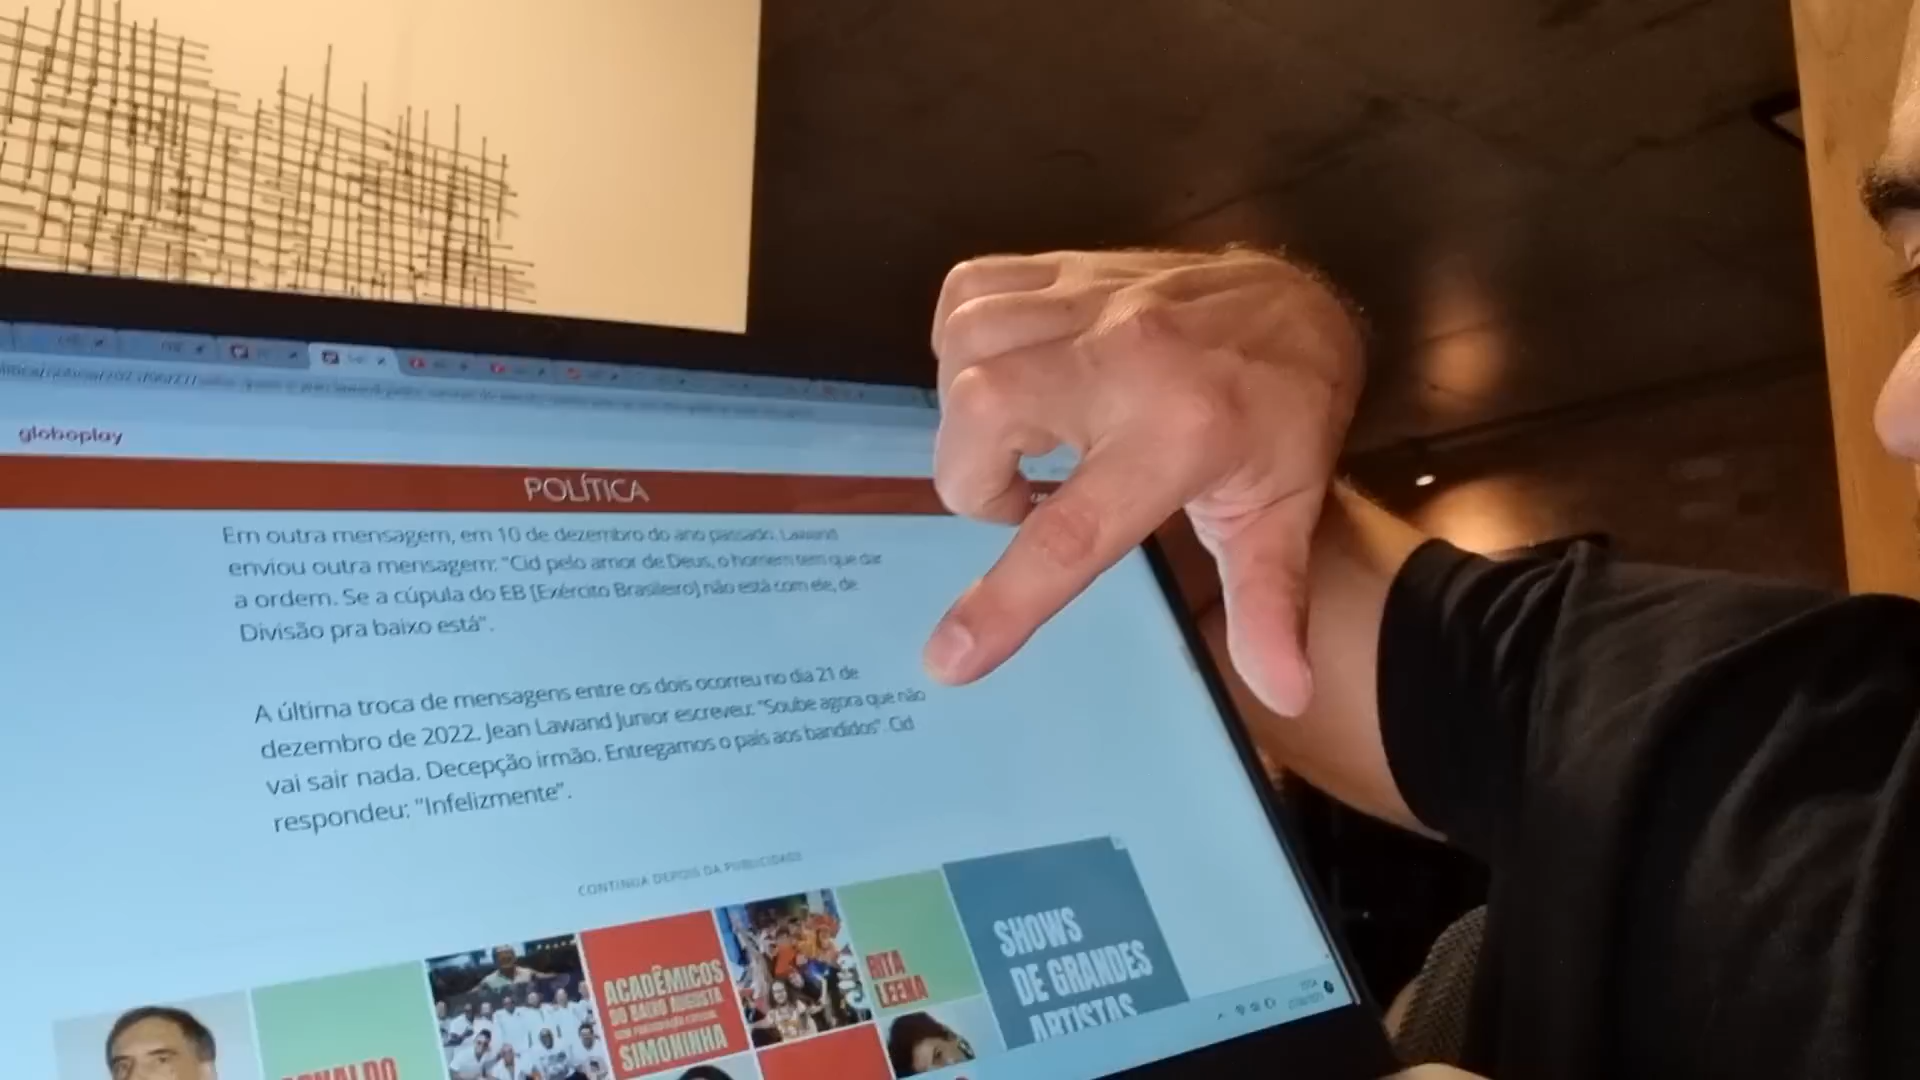 globoplay
POLÍTICA
Em outra mensagem, em 10 de dezembro do ano passado, Lawand
enviou outra mensagem: "Cid pelo amor de Deus, o homem tem que dar
a ordem. Se a cúpula do EB [Exército Brasileiro] não está com ele, de
Divisão pra baixo está".
A última troca de mensagens entre os dois ocorreu no dia 21 de
dezembro de 2022. Jean Lawand Junior escreveu: "Soube agora que não
vai sair nada. Decepção irmão. Entregamos o país aos bandidos". Cid
respondeu: "Infelizmente".
CONTINUA DEPOIS DA PUBLICIDADE
ACADÊMICOS
DO BAIXO AUGUSTA
SIMONINHA
RITA
SHOWS
DE GRANDES
ARTISTAS